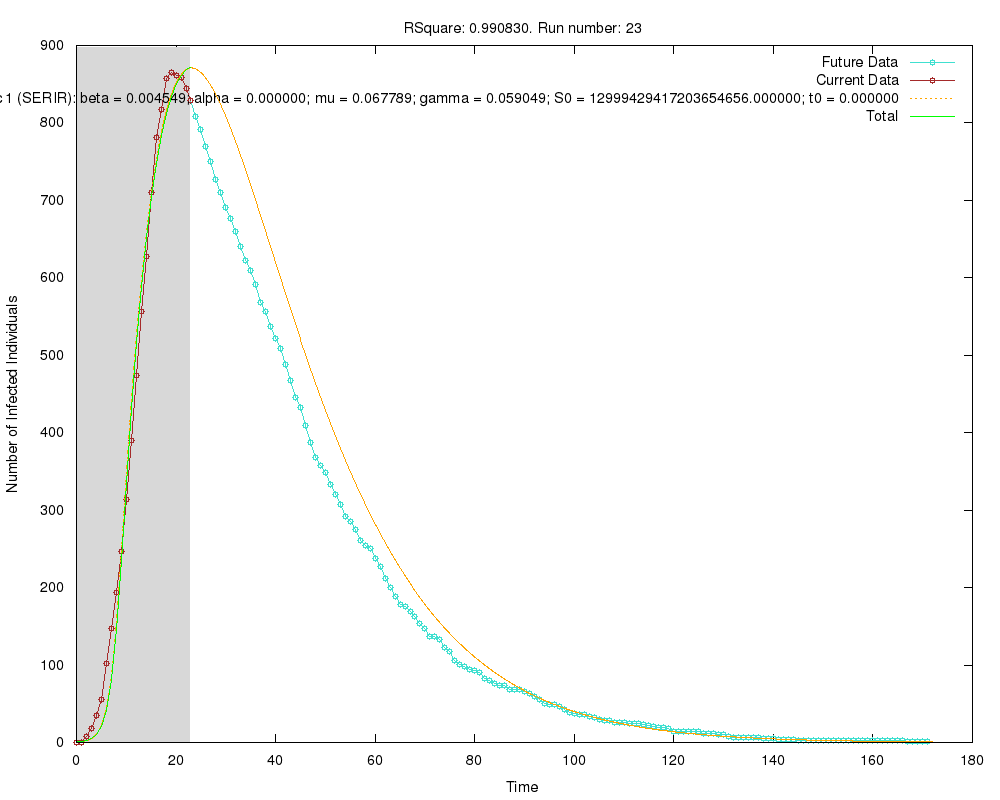 RSquare: 0.990830. Run number: 23
Future Data
Current Data
c1 (SERIR): beta = 0.004549; alpha = 0.000000; mu = 0.067789; gamma = 0.059049; S0 = 12999429417203654656.000000; t0 = 0.000000
Total
900
800
700
600
500
400
300
200
100
0
Number of Infected Individuals
0 20 40 60 80 100 120 140 160 180
Time